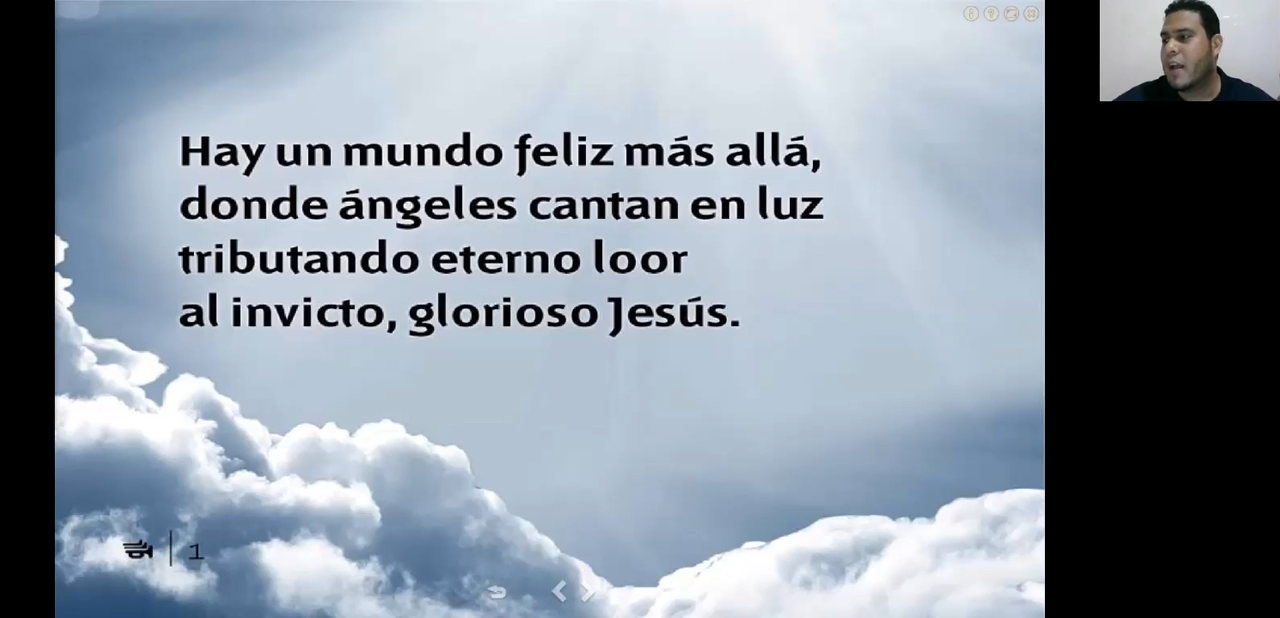 Hay un mundo feliz más allá,
donde ángeles cantan en luz
tributando eterno loor
al invicto, glorioso Jesús.
1